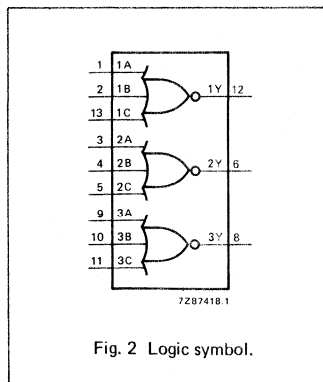 1 1A
2 1B 1Y 12
13 1C
3 2A
4 2B 2Y 6
5 2C
9 3A
10 3B 3Y 8
11 3C
7Z87418.1
Fig. 2 Logic symbol.